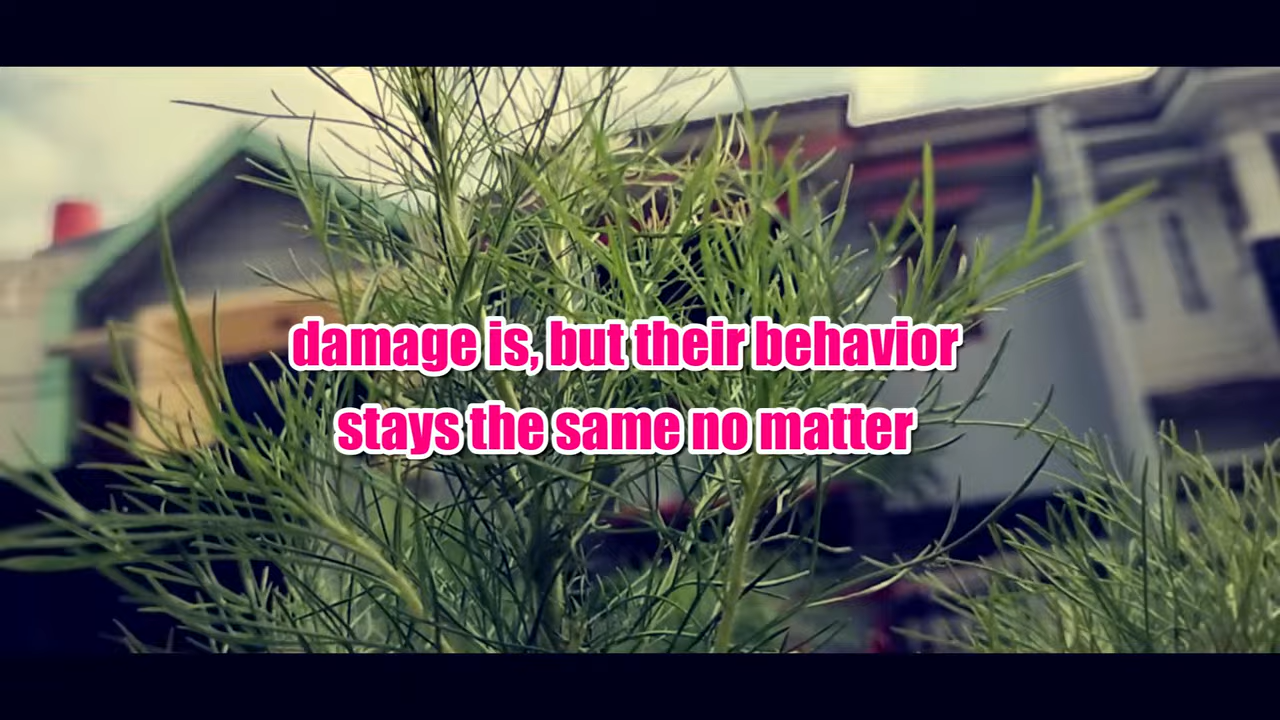 damage is, but their behavior
stays the same no matter